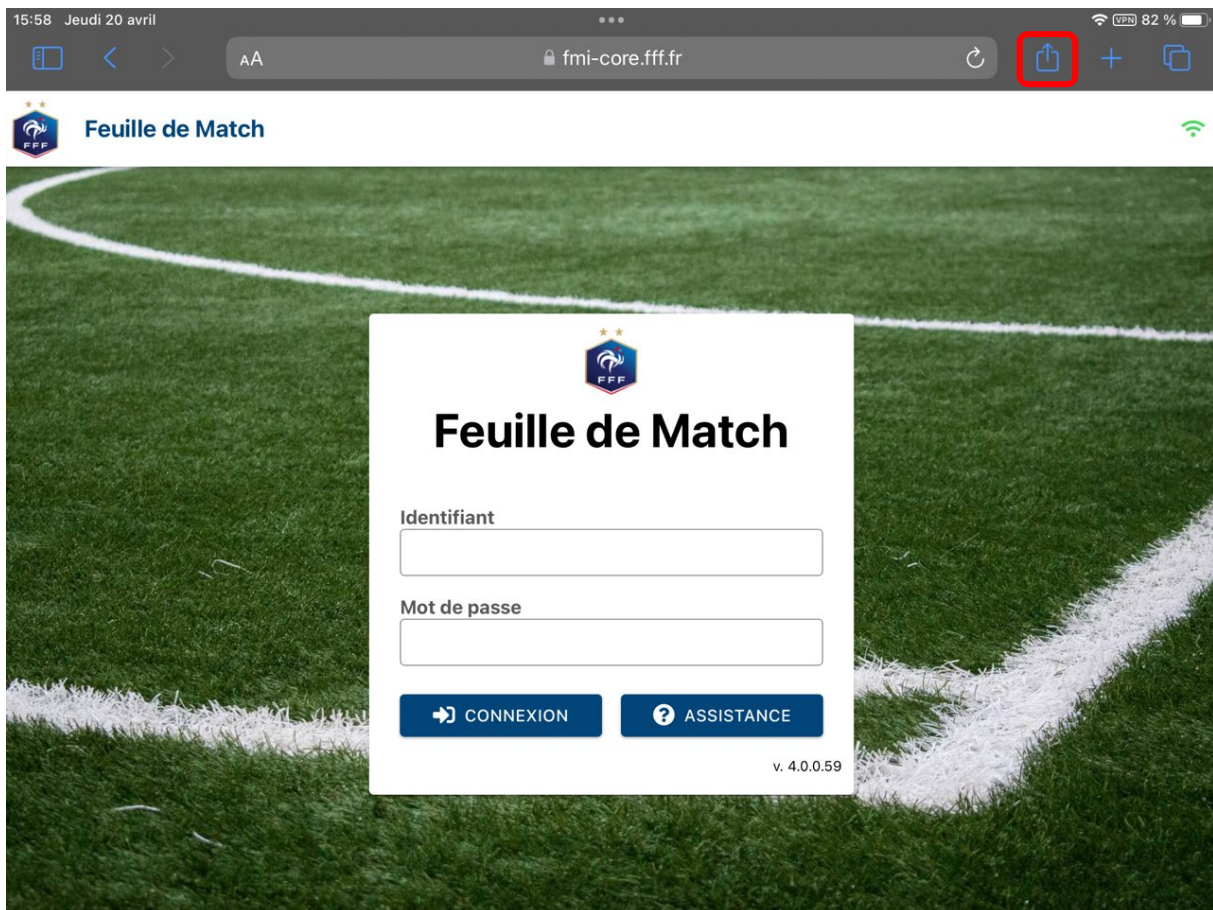 15:58 Jeudi 20 avril
VPN 82 %
AA
fmi-core.fff.fr
FFF
Feuille de Match
FFF
Feuille de Match
Identifiant
Mot de passe
CONNEXION
? ASSISTANCE
v. 4.0.0.59